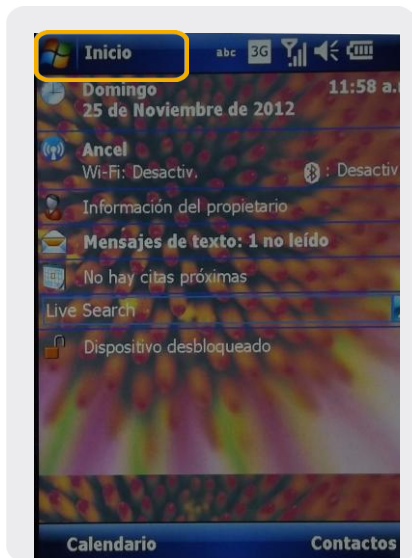 Inicio abc 3G
Domingo 11:58 a.
25 de Noviembre de 2012
Ancel
Wi-Fi: Desactiv. : Desactiv
Información del propietario
Mensajes de texto: 1 no leído
No hay citas próximas
Live Search
Dispositivo desbloqueado
Calendario Contactos